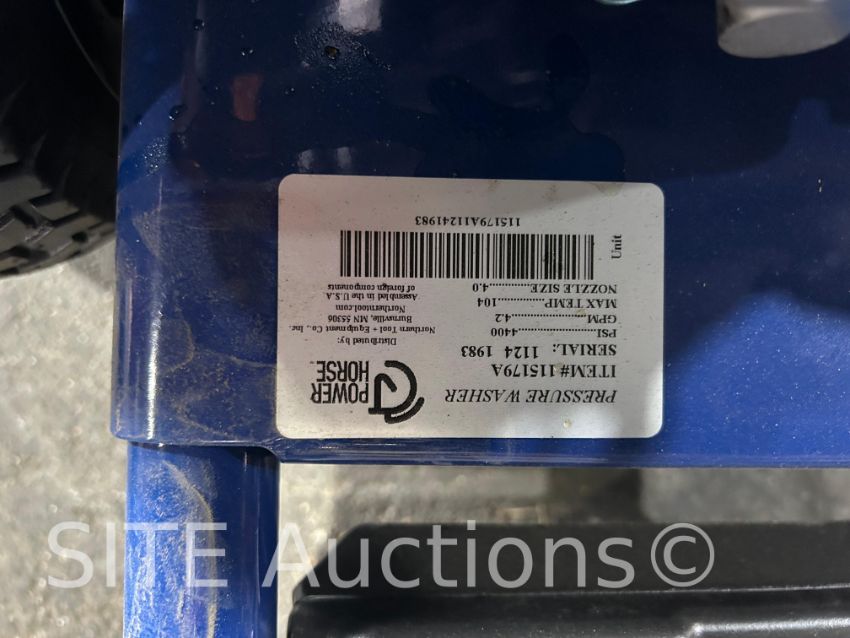 POWER
HORSE
PRESSURE WASHER
ITEM# 115179A
SERIAL: 1124 1983
PSI..................4400
GPM..................4.2
MAX TEMP..........104
NOZZLE SIZE..........4.0
Distributed by:
Northern Tool + Equipment Co., Inc.
Burnsville, MN 55306
Northerntool.com
Assembled in the U.S.A.
of foreign components
Unit
115179A11241983
SITE Auctions©